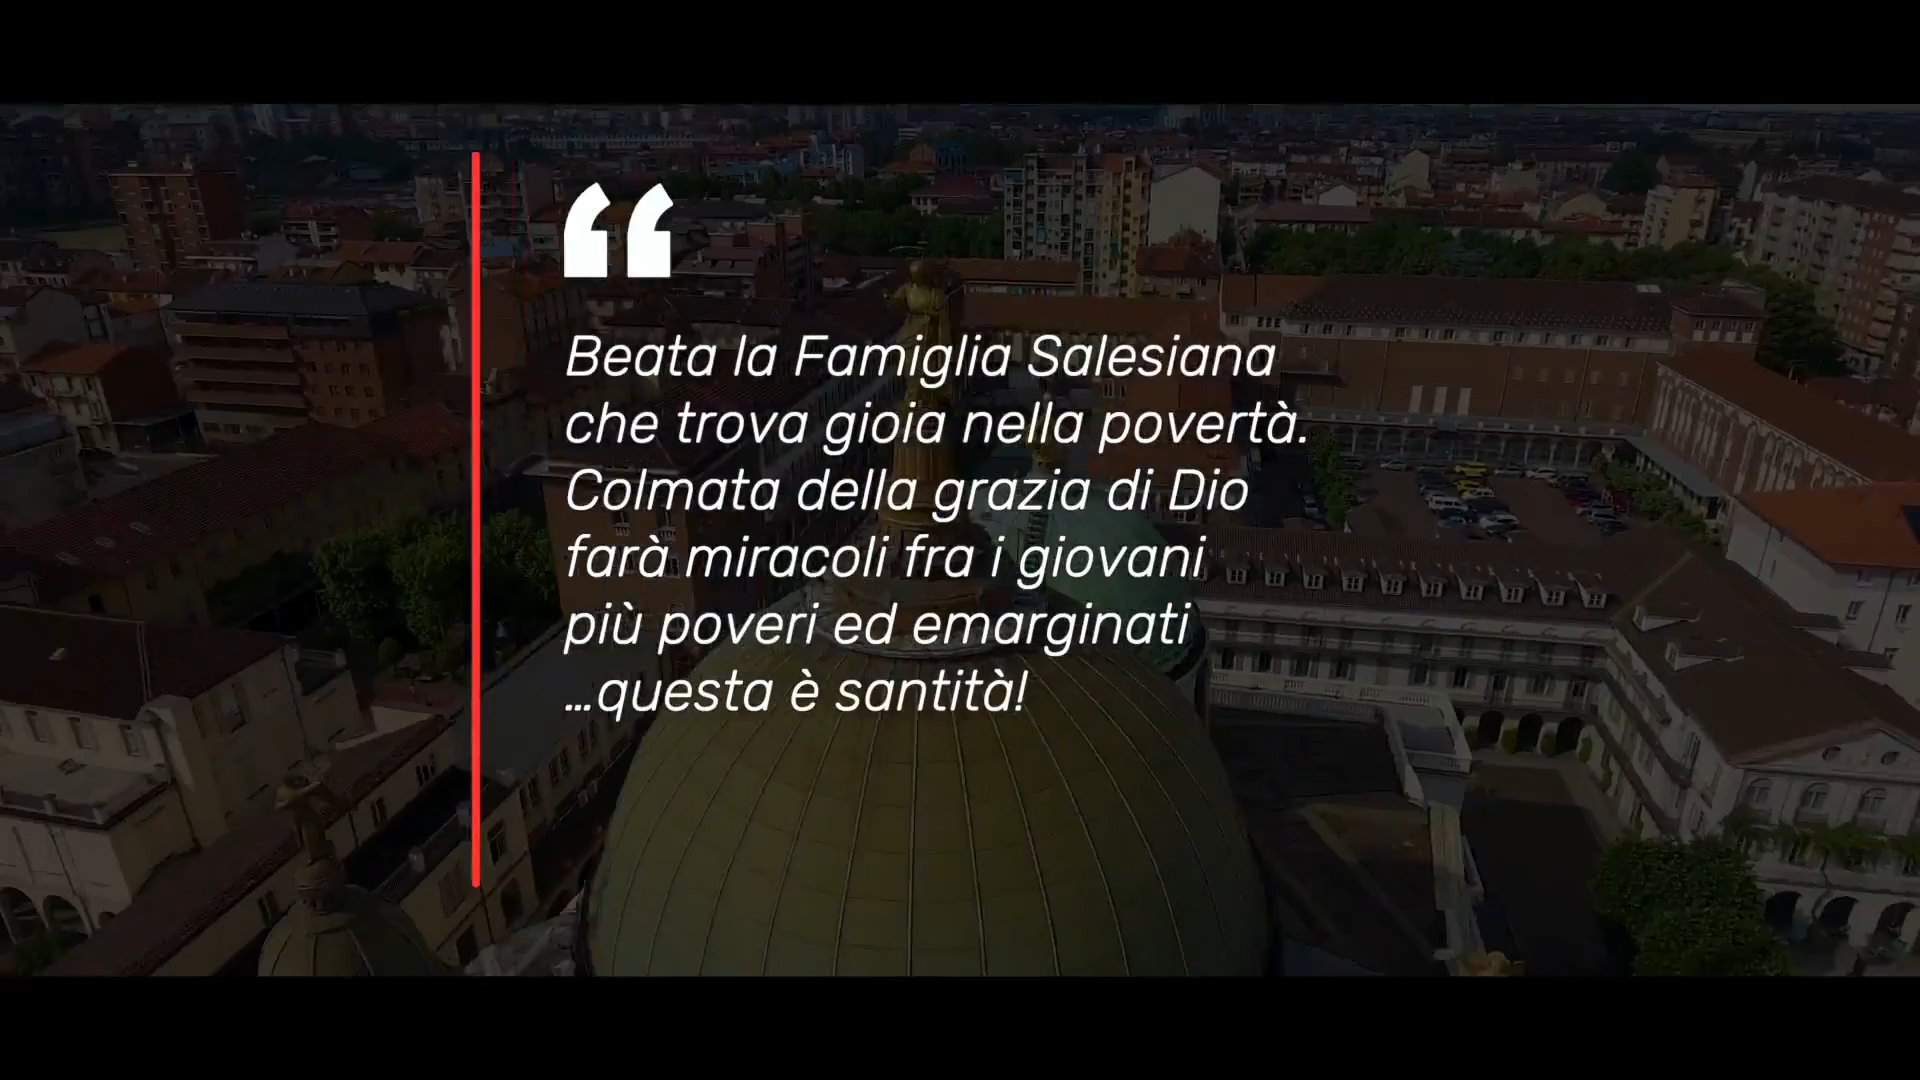 “
Beata la Famiglia Salesiana
che trova gioia nella povertà.
Colmata della grazia di Dio
farà miracoli fra i giovani
più poveri ed emarginati
...questa è santità!